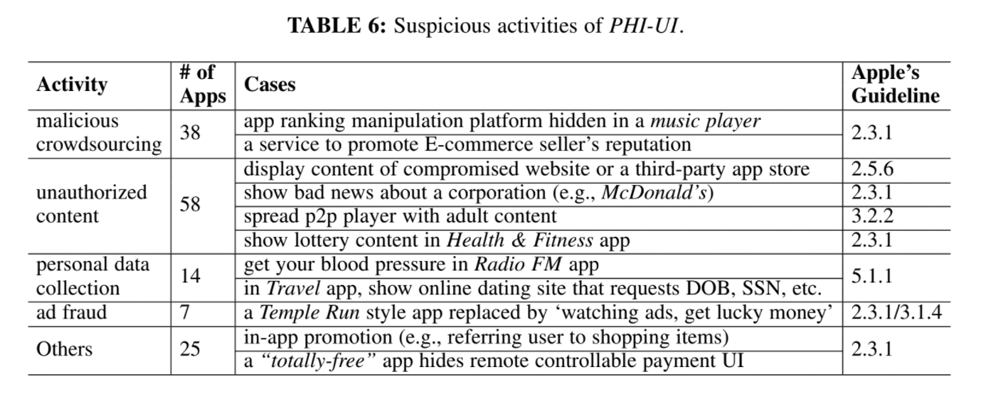 TABLE 6: Suspicious activities of PHI-UI.
Activity # of Apps Cases Apple's Guideline
malicious crowdsourcing 38 app ranking manipulation platform hidden in a music player 2.3.1
a service to promote E-commerce seller's reputation
unauthorized content 58 display content of compromised website or a third-party app store 2.5.6
show bad news about a corporation (e.g., McDonald's) 2.3.1
spread p2p player with adult content 3.2.2
show lottery content in Health & Fitness app 2.3.1
personal data collection 14 get your blood pressure in Radio FM app 5.1.1
in Travel app, show online dating site that requests DOB, SSN, etc.
ad fraud 7 a Temple Run style app replaced by 'watching ads, get lucky money' 2.3.1/3.1.4
Others 25 in-app promotion (e.g., referring user to shopping items) 2.3.1
a "totally-free" app hides remote controllable payment UI